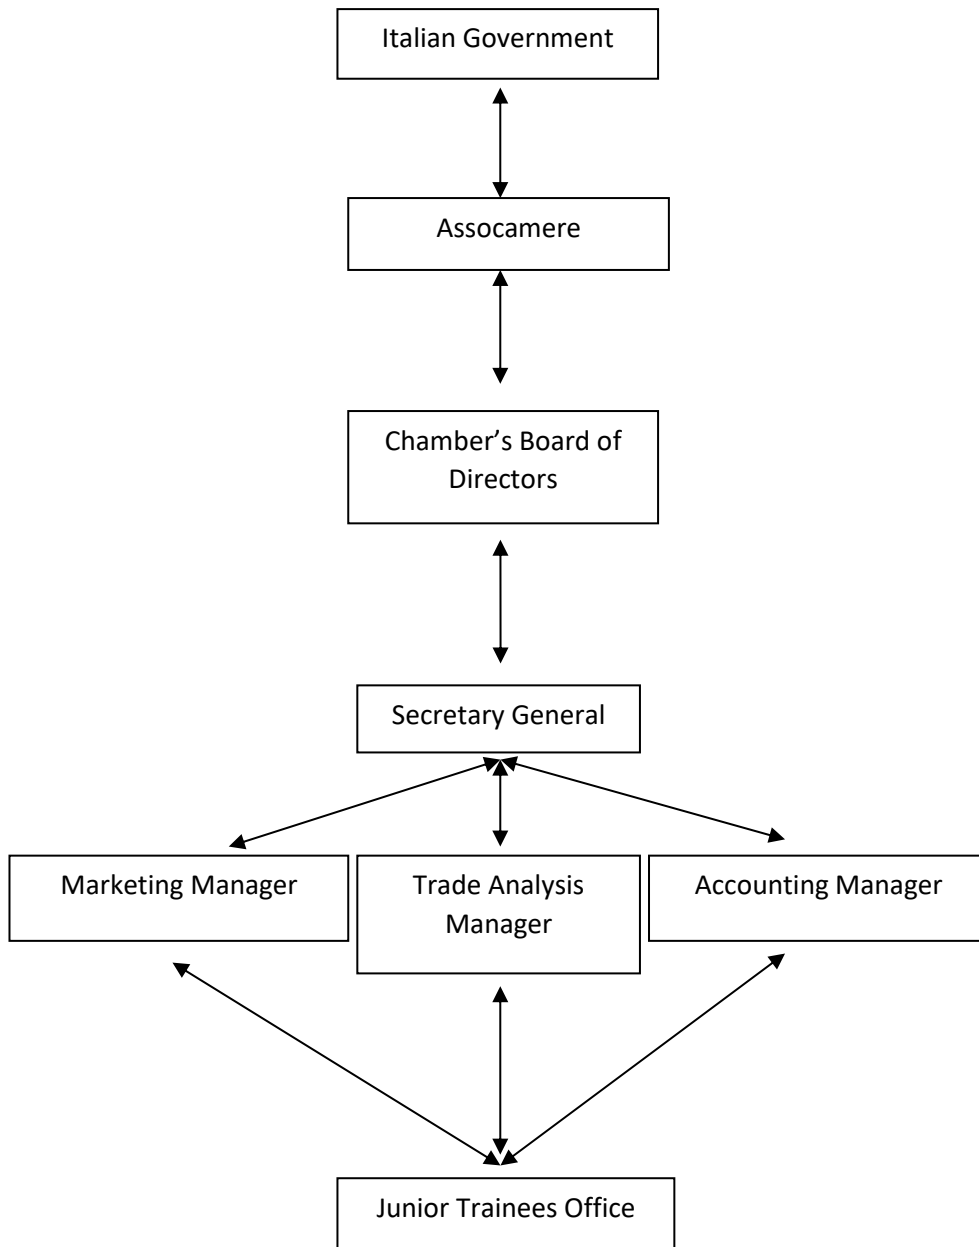 Italian Government
Assocamere
Chamber’s Board of
Directors
Secretary General
Marketing Manager
Trade Analysis
Manager
Accounting Manager
Junior Trainees Office